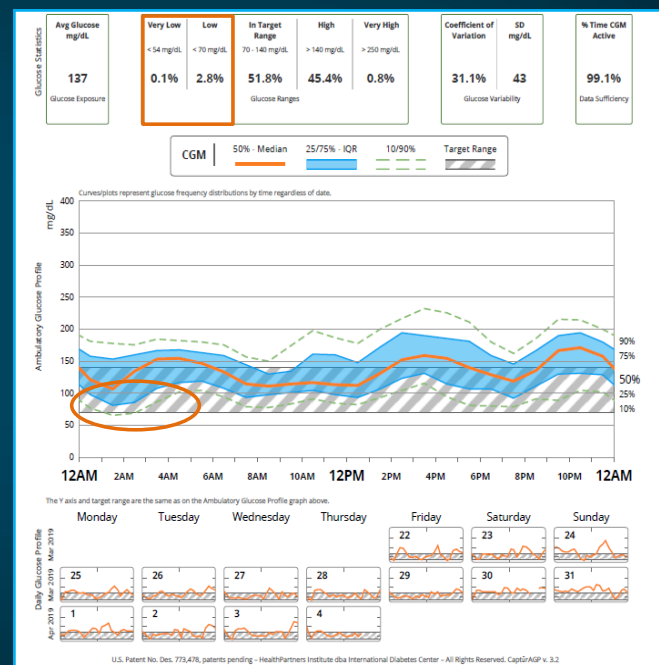 Glucose Statistics
Avg Glucose
mg/dL
137
Glucose Exposure
Very Low
< 54 mg/dL
0.1%
Low
< 70 mg/dL
2.8%
In Target
Range
70 - 140 mg/dL
51.8%
High
> 140 mg/dL
45.4%
Very High
> 250 mg/dL
0.8%
Glucose Ranges
Coefficient of
Variation
31.1%
SD
mg/dL
43
Glucose Variability
% Time CGM
Active
99.1%
Data Sufficiency
CGM
50% - Median
25/75% - IQR
10/90%
Target Range
Curves/plots represent glucose frequency distributions by time regardless of date.
Ambulatory Glucose Profile
mg/dL
400
350
300
250
200
150
100
50
0
90%
75%
50%
25%
10%
12AM 2AM 4AM 6AM 8AM 10AM 12PM 2PM 4PM 6PM 8PM 10PM 12AM
The Y axis and target range are the same as on the Ambulatory Glucose Profile graph above.
Daily Glucose Profile
Monday Tuesday Wednesday Thursday Friday Saturday Sunday
Mar 2019
22 23 24
Mar 2019
25 26 27 28 29 30 31
Apr 2019
1 2 3 4
U.S. Patent No. Des. 773,478, patents pending – HealthPartners Institute dba International Diabetes Center – All Rights Reserved. CaptūrAGP v. 3.2